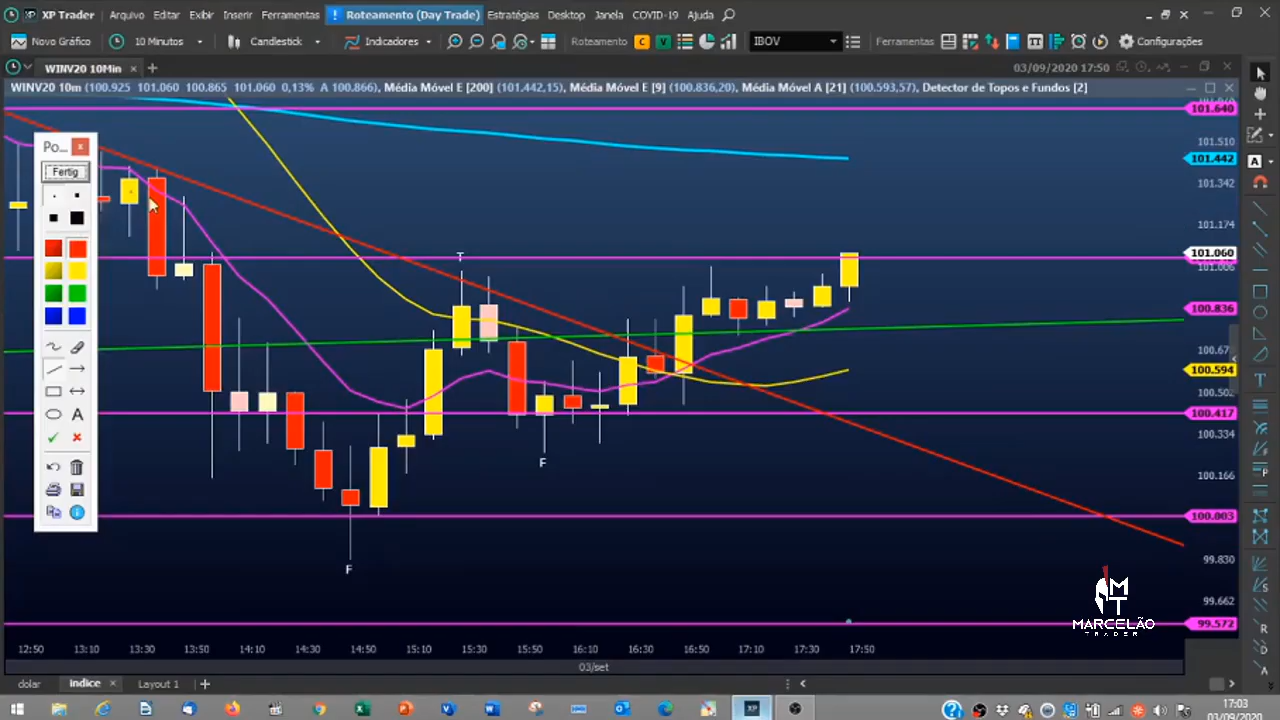 XP Trader Arquivo Editar Exibir Inserir Ferramentas ! Roteamento (Day Trade) Estratégias Desktop Janela COVID-19 Ajuda
Novo Gráfico 10 Minutos Candlestick Indicadores Roteamento C V IBOV Ferramentas Configurações
WINV20 10Min 03/09/2020 17:50
WINV20 10m (100.925 101.060 100.865 101.060 0,13% A 100.866), Média Móvel E [200] (101.442,15), Média Móvel E [9] (100.836,20), Média Móvel A [21] (100.593,57), Detector de Topos e Fundos [2]
101.640
101.510
101.442
101.342
101.174
101.060
101.006
100.836
100.67
100.594
100.502
100.417
100.334
100.166
100.003
99.830
99.662
99.572
Po...
Fertig
A
T
F
F
MT
MARCELÃO
TRADER
12:50 13:10 13:30 13:50 14:10 14:30 14:50 15:10 15:30 15:50 16:10 16:30 16:50 17:10 17:30 17:50
03/set
dolar indice Layout 1
17:03
03/09/2020